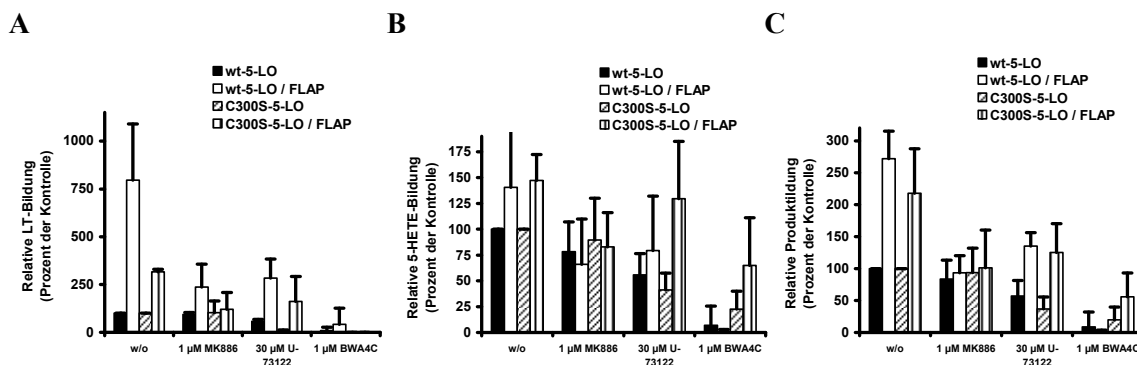 A
wt-5-LO
wt-5-LO / FLAP
C300S-5-LO
C300S-5-LO / FLAP
Relative LT-Bildung
(Prozent der Kontrolle)
1000
750
500
250
0
w/o
1 µM MK886
30 µM U-
73122
1 µM BWA4C
B
wt-5-LO
wt-5-LO / FLAP
C300S-5-LO
C300S-5-LO / FLAP
Relative 5-HETE-Bildung
(Prozent der Kontrolle)
175
150
125
100
75
50
25
0
w/o
1 µM MK886
30 µM U-
73122
1 µM BWA4C
C
wt-5-LO
wt-5-LO / FLAP
C300S-5-LO
C300S-5-LO / FLAP
Relative Produktildung
(Prozent der Kontrolle)
300
250
200
150
100
50
0
w/o
1 µM MK886
30 µM U-
73122
1 µM BWA4C